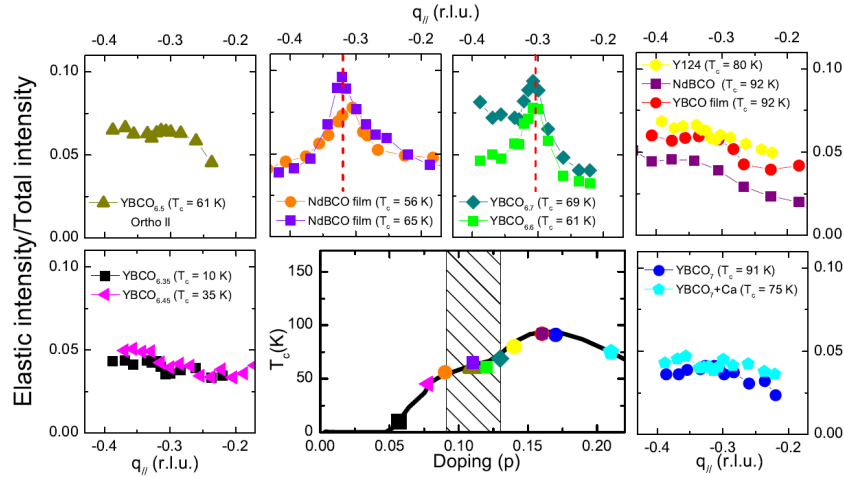 q// (r.l.u.)
-0.4 -0.3 -0.2
-0.4 -0.3 -0.2
-0.4 -0.3 -0.2
-0.4 -0.3 -0.2
Elastic intensity/Total intensity
0.10
0.05
0.00
YBCO6.5 (Tc = 61 K)
Ortho II
NdBCO film (Tc = 56 K)
NdBCO film (Tc = 65 K)
YBCO6.7 (Tc = 69 K)
YBCO6.6 (Tc = 61 K)
Y124 (Tc = 80 K)
NdBCO (Tc = 92 K)
YBCO film (Tc = 92 K)
0.10
0.05
0.00
0.10
0.05
0.00
YBCO6.35 (Tc = 10 K)
YBCO6.45 (Tc = 35 K)
-0.4 -0.3 -0.2
q// (r.l.u.)
Tc(K)
150
100
50
0
0.00 0.05 0.10 0.15 0.20
Doping (p)
YBCO7 (Tc = 91 K)
YBCO7+Ca (Tc = 75 K)
0.10
0.05
0.00
-0.4 -0.3 -0.2
q// (r.l.u.)